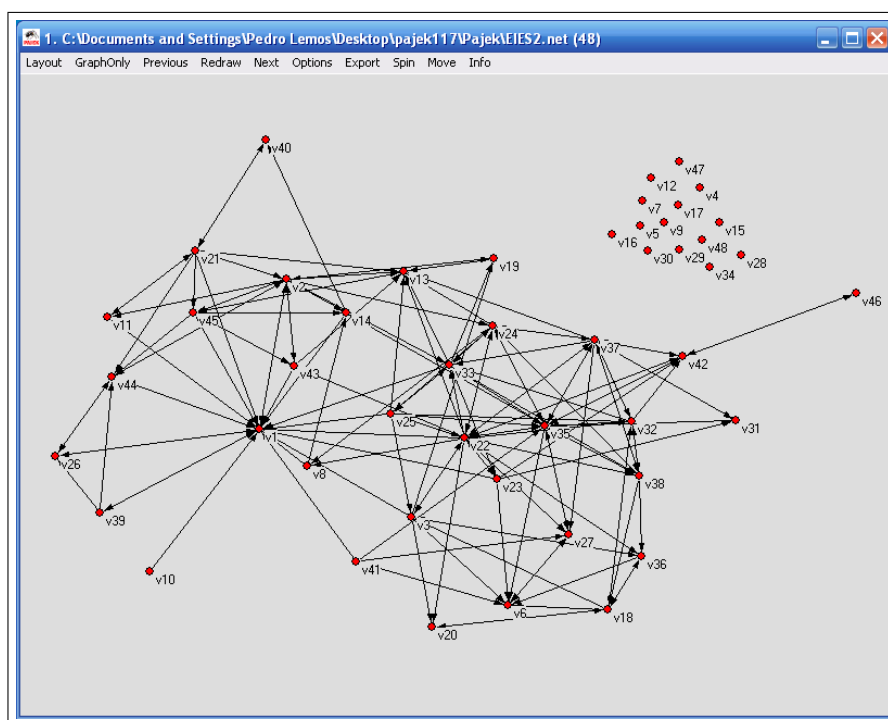 1. C:\Documents and Settings\Pedro Lemos\Desktop\pajek117\Pajek\EIES2.net (48)
Layout GraphOnly Previous Redraw Next Options Export Spin Move Info
v40
v47
v12
v4
v7
v17
v15
v5
v9
v16
v48
v30
v29
v28
v34
v21
v2
v13
v19
v46
v11
v45
v14
v24
v37
v42
v44
v43
v33
v25
v35
v32
v31
v1
v22
v26
v8
v23
v38
v39
v3
v27
v36
v10
v41
v6
v18
v20